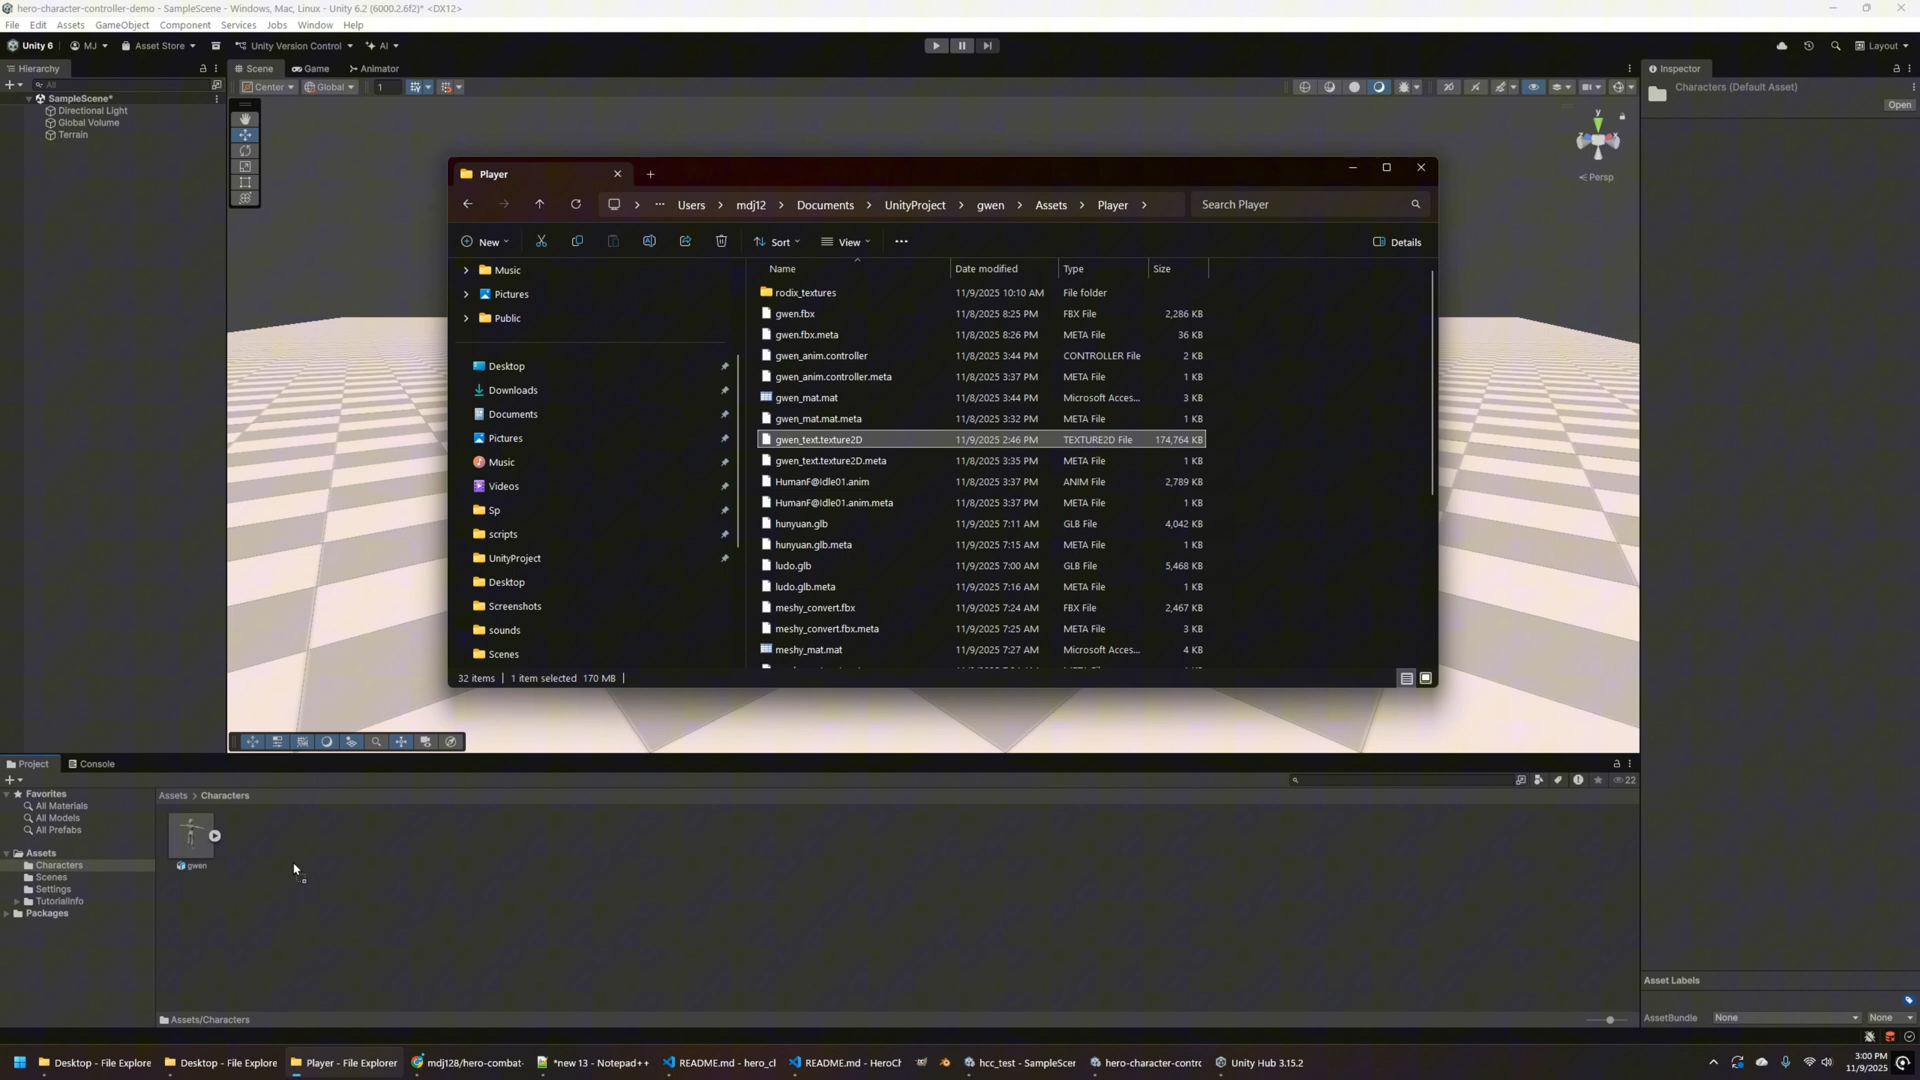 hero-character-controller-demo - SampleScene - Windows, Mac, Linux - Unity 6.2 (6000.2.6f2)* <DX12>
File Edit Assets GameObject Component Services Jobs Window Help
Unity 6 MJ Asset Store Unity Version Control AI Layout
Hierarchy Scene Game Animator Inspector
All Center Global 1
SampleScene*
Directional Light
Global Volume
Terrain
Characters (Default Asset)
Open
y
z x
Persp
Player
Users mdj12 Documents UnityProject gwen Assets Player Search Player
New Sort View Details
Music
Pictures
Public
Desktop
Downloads
Documents
Pictures
Music
Videos
Sp
scripts
UnityProject
Desktop
Screenshots
sounds
Scenes
Name Date modified Type Size
rodix_textures 11/9/2025 10:10 AM File folder
gwen.fbx 11/8/2025 8:25 PM FBX File 2,286 KB
gwen.fbx.meta 11/8/2025 8:26 PM META File 36 KB
gwen_anim.controller 11/8/2025 3:44 PM CONTROLLER File 2 KB
gwen_anim.controller.meta 11/8/2025 3:37 PM META File 1 KB
gwen_mat.mat 11/8/2025 3:44 PM Microsoft Acces... 3 KB
gwen_mat.mat.meta 11/8/2025 3:32 PM META File 1 KB
gwen_text.texture2D 11/9/2025 2:46 PM TEXTURE2D File 174,764 KB
gwen_text.texture2D.meta 11/8/2025 3:35 PM META File 1 KB
HumanF@Idle01.anim 11/8/2025 3:37 PM ANIM File 2,789 KB
HumanF@Idle01.anim.meta 11/8/2025 3:37 PM META File 1 KB
hunyuan.glb 11/9/2025 7:11 AM GLB File 4,042 KB
hunyuan.glb.meta 11/9/2025 7:15 AM META File 1 KB
ludo.glb 11/9/2025 7:00 AM GLB File 5,468 KB
ludo.glb.meta 11/9/2025 7:16 AM META File 1 KB
meshy_convert.fbx 11/9/2025 7:24 AM FBX File 2,467 KB
meshy_convert.fbx.meta 11/9/2025 7:25 AM META File 3 KB
meshy_mat.mat 11/9/2025 7:27 AM Microsoft Acces... 4 KB
32 items 1 item selected 170 MB
Project Console
22
Favorites
All Materials
All Models
All Prefabs
Assets
Characters
Scenes
Settings
TutorialInfo
Packages
Assets > Characters
gwen
Assets/Characters
Asset Labels
AssetBundle None None
Desktop - File Explore Desktop - File Explore Player - File Explorer mdj128/hero-combat- *new 13 - Notepad++ README.md - hero_cl README.md - HeroCh hcc_test - SampleScer hero-character-contrc Unity Hub 3.15.2
3:00 PM
11/9/2025